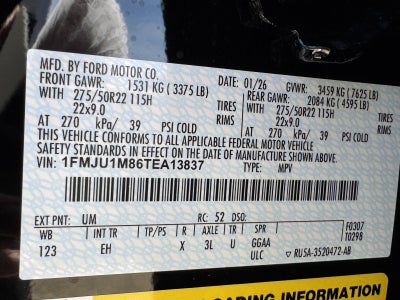 MFD. BY FORD MOTOR CO.
DATE: 01/26 GVWR: 3459 KG (7625 LB)
FRONT GAWR: 1531 KG (3375 LB) REAR GAWR: 2084 KG (4595 LB)
WITH 275/50R22 115H TIRES WITH 275/50R22 115H TIRES
22x9.0 RIMS 22x9.0 RIMS
AT 270 kPa/ 39 PSI COLD AT 270 kPa/ 39 PSI COLD
THIS VEHICLE CONFORMS TO ALL APPLICABLE FEDERAL MOTOR VEHICLE
SAFETY STANDARDS IN EFFECT ON THE DATE OF MANUFACTURE SHOWN ABOVE.
VIN: 1FMJU1M86TEA13837 TYPE: MPV
EXT PNT: UM RC: 52 DSO: F0307
WB INT TR TP/PS R AXLE TR SPR T0298
123 EH X 3L U GGAA
ULC RUSA-3520472-AB
LOADING INFORMATION